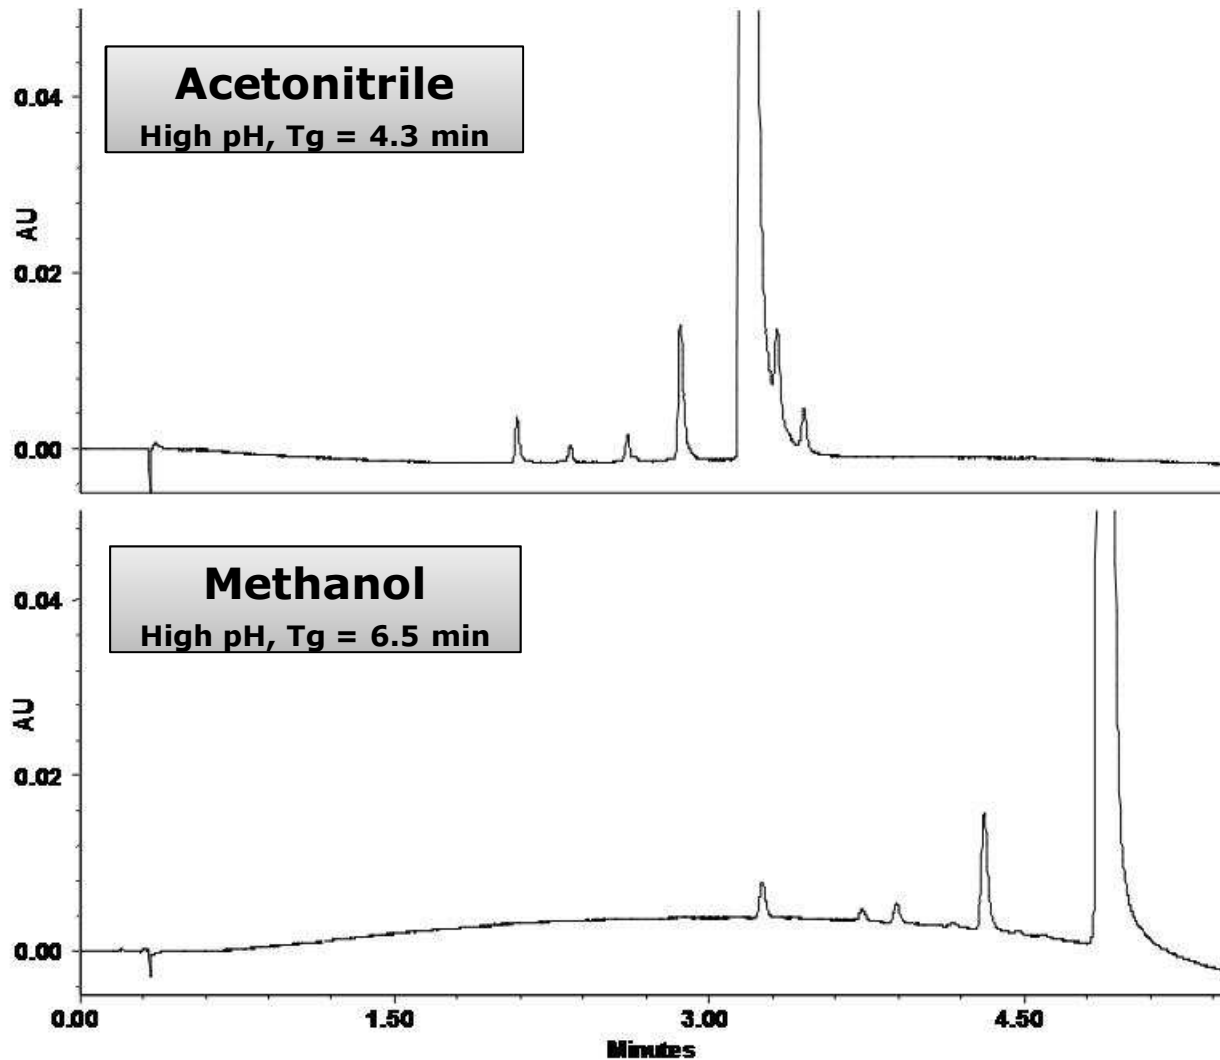 Acetonitrile
High pH, Tg = 4.3 min
0.04
0.02
0.00
AU
Methanol
High pH, Tg = 6.5 min
0.04
0.02
0.00
AU
0.00 1.50 3.00 4.50
Minutes